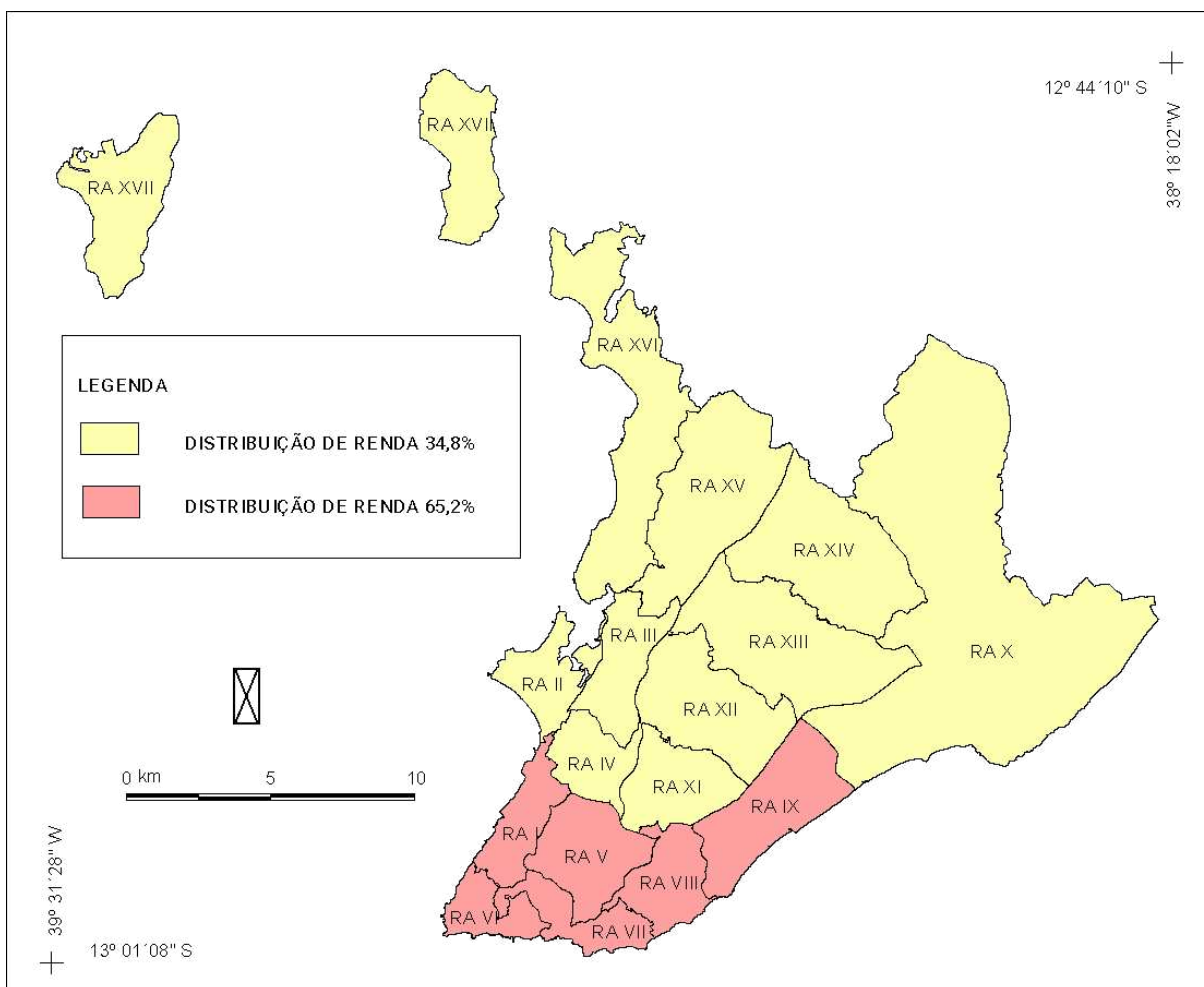 12º 44´10" S
38º 18´02"W
RA XVII
RA XVII
RA XVI
LEGENDA
DISTRIBUIÇÃO DE RENDA 34,8%
DISTRIBUIÇÃO DE RENDA 65,2%
RA XV
RA XIV
RA III
RA XIII
RA X
RA II
RA XII
RA IV
RA XI
0 km 5 10
RA IX
RA I
RA V
RA VIII
RA VI
RA VII
39º 31´28" W
13º 01´08" S